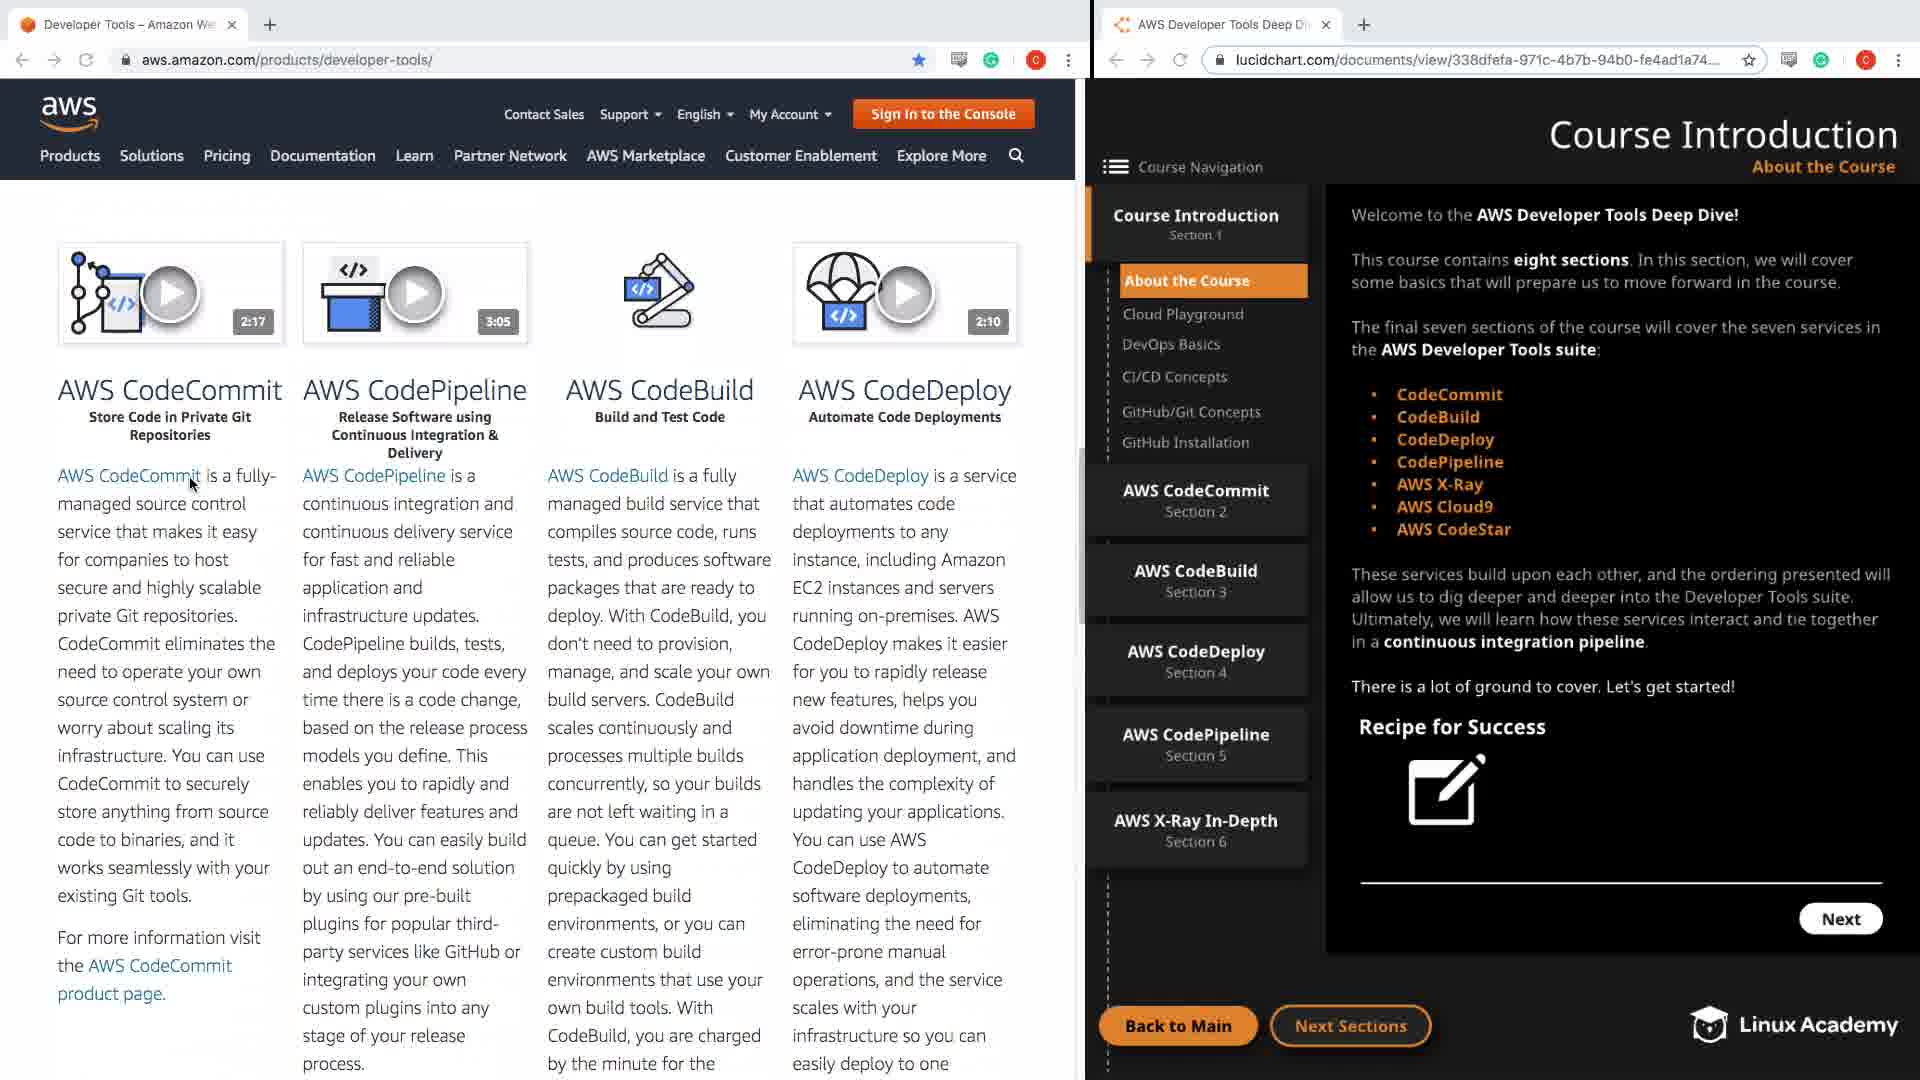 Developer Tools – Amazon We
aws.amazon.com/products/developer-tools/
C
aws
Contact Sales
Support
English
My Account
Sign In to the Console
Products
Solutions
Pricing
Documentation
Learn
Partner Network
AWS Marketplace
Customer Enablement
Explore More
</>
2:17
AWS CodeCommit
Store Code in Private Git
Repositories
AWS CodeCommit is a fully-
managed source control
service that makes it easy
for companies to host
secure and highly scalable
private Git repositories.
CodeCommit eliminates the
need to operate your own
source control system or
worry about scaling its
infrastructure. You can use
CodeCommit to securely
store anything from source
code to binaries, and it
works seamlessly with your
existing Git tools.
For more information visit
the AWS CodeCommit
product page.
</>
3:05
AWS CodePipeline
Release Software using
Continuous Integration &
Delivery
AWS CodePipeline is a
continuous integration and
continuous delivery service
for fast and reliable
application and
infrastructure updates.
CodePipeline builds, tests,
and deploys your code every
time there is a code change,
based on the release process
models you define. This
enables you to rapidly and
reliably deliver features and
updates. You can easily build
out an end-to-end solution
by using our pre-built
plugins for popular third-
party services like GitHub or
integrating your own
custom plugins into any
stage of your release
process.
</>
AWS CodeBuild
Build and Test Code
AWS CodeBuild is a fully
managed build service that
compiles source code, runs
tests, and produces software
packages that are ready to
deploy. With CodeBuild, you
don't need to provision,
manage, and scale your own
build servers. CodeBuild
scales continuously and
processes multiple builds
concurrently, so your builds
are not left waiting in a
queue. You can get started
quickly by using
prepackaged build
environments, or you can
create custom build
environments that use your
own build tools. With
CodeBuild, you are charged
by the minute for the
</>
2:10
AWS CodeDeploy
Automate Code Deployments
AWS CodeDeploy is a service
that automates code
deployments to any
instance, including Amazon
EC2 instances and servers
running on-premises. AWS
CodeDeploy makes it easier
for you to rapidly release
new features, helps you
avoid downtime during
application deployment, and
handles the complexity of
updating your applications.
You can use AWS
CodeDeploy to automate
software deployments,
eliminating the need for
error-prone manual
operations, and the service
scales with your
infrastructure so you can
easily deploy to one
AWS Developer Tools Deep Di
lucidchart.com/documents/view/338dfefa-971c-4b7b-94b0-fe4ad1a74...
C
Course Introduction
About the Course
Course Navigation
Course Introduction
Section 1
About the Course
Cloud Playground
DevOps Basics
CI/CD Concepts
GitHub/Git Concepts
GitHub Installation
AWS CodeCommit
Section 2
AWS CodeBuild
Section 3
AWS CodeDeploy
Section 4
AWS CodePipeline
Section 5
AWS X-Ray In-Depth
Section 6
Welcome to the AWS Developer Tools Deep Dive!
This course contains eight sections. In this section, we will cover
some basics that will prepare us to move forward in the course.
The final seven sections of the course will cover the seven services in
the AWS Developer Tools suite:
• CodeCommit
• CodeBuild
• CodeDeploy
• CodePipeline
• AWS X-Ray
• AWS Cloud9
• AWS CodeStar
These services build upon each other, and the ordering presented will
allow us to dig deeper and deeper into the Developer Tools suite.
Ultimately, we will learn how these services interact and tie together
in a continuous integration pipeline.
There is a lot of ground to cover. Let's get started!
Recipe for Success
Next
Back to Main
Next Sections
Linux Academy